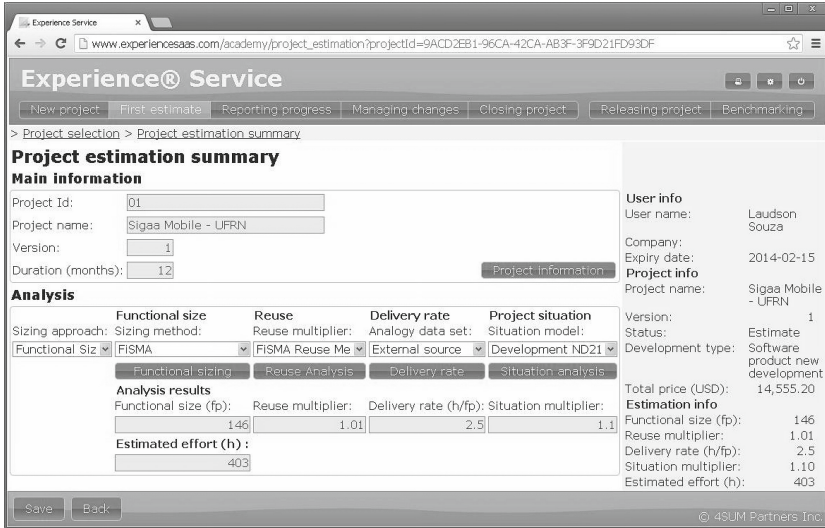 Experience Service
www.experiencesaas.com/academy/project_estimation?projectId=9ACD2EB1-96CA-42CA-AB3F-3F9D21FD93DF
Experience® Service
New project First estimate Reporting progress Managing changes Closing project Releasing project Benchmarking
> Project selection > Project estimation summary
Project estimation summary
Main information
Project Id: 01
Project name: Sigaa Mobile - UFRN
Version: 1
Duration (months): 12
Project Information
Analysis
Functional size Reuse Delivery rate Project situation
Sizing approach: Sizing method: Reuse multiplier: Analogy data set: Situation model:
Functional Siz FiSMA FiSMA Reuse Me External source Development ND21
Functional sizing Reuse Analysis Delivery rate Situation analysis
Analysis results
Functional size (fp): Reuse multiplier: Delivery rate (h/fp): Situation multiplier:
146 1.01 2.5 1.1
Estimated effort (h) :
403
User info
User name: Laudson
Souza
Company:
Expiry date: 2014-02-15
Project info
Project name: Sigaa Mobile
- UFRN
Version: 1
Status: Estimate
Development type: Software
product new
development
Total price (USD): 14,555.20
Estimation info
Functional size (fp): 146
Reuse multiplier: 1.01
Delivery rate (h/fp): 2.5
Situation multiplier: 1.10
Estimated effort (h): 403
Save Back
© 4SUM Partners Inc.